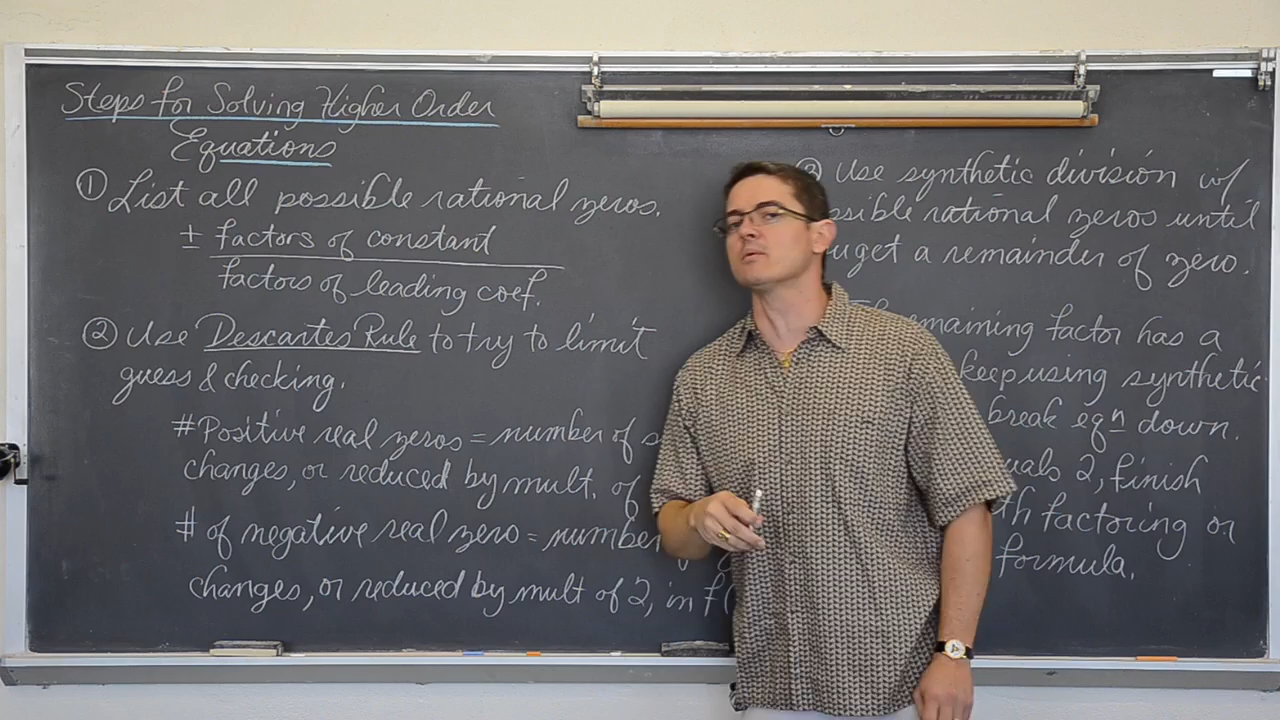 Steps for Solving Higher Order
Equations
① List all possible rational zeros.
± factors of constant
factors of leading coef.
② Use Descartes Rule to try to limit
guess & checking.
#Positive real zeros = number of s
changes, or reduced by mult. of
# of negative real zero = number
changes, or reduced by mult of 2, in f(
Use synthetic division w/
ssible rational zeros until
u get a remainder of zero.
emaining factor has a
keep using synthetic
break eqn down.
uals 2, finish
th factoring or
formula.